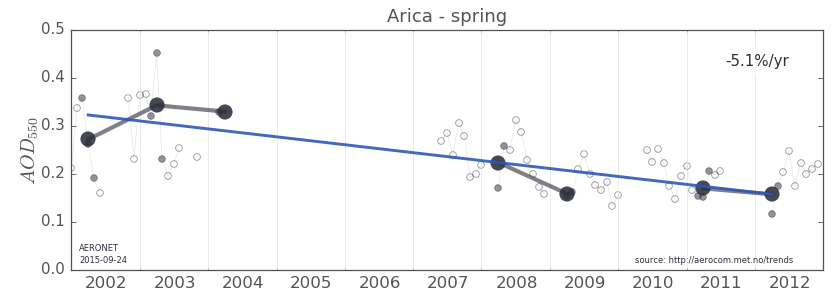 Arica - spring
0.5
0.4
0.3
0.2
0.1
0.0
AOD550
-5.1%/yr
AERONET
2015-09-24
source: http://aerocom.met.no/trends
2002 2003 2004 2005 2006 2007 2008 2009 2010 2011 2012